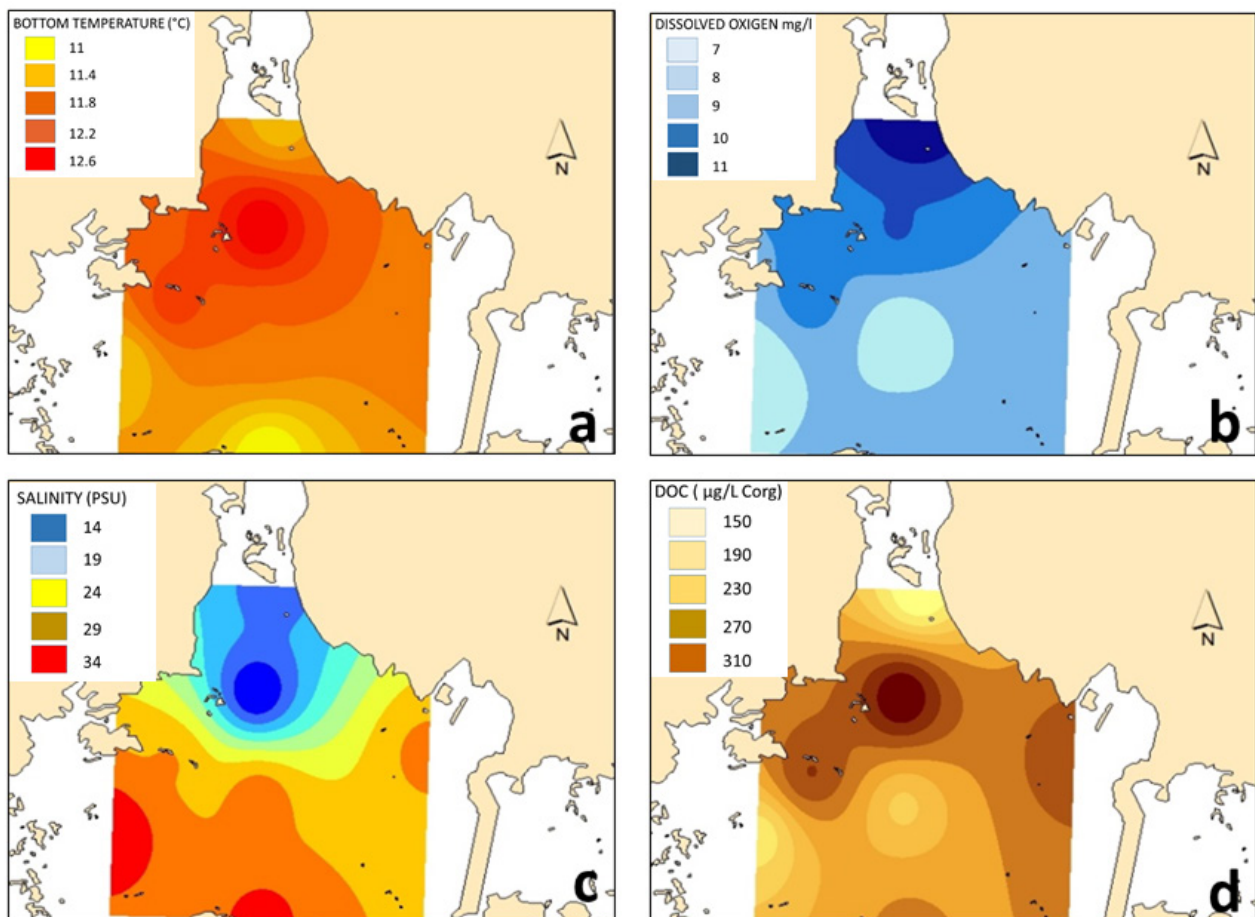 BOTTOM TEMPERATURE (°C)
11
11.4
11.8
12.2
12.6
N
a
DISSOLVED OXIGEN mg/l
7
8
9
10
11
N
b
SALINITY (PSU)
14
19
24
29
34
N
c
DOC ( µg/L Corg)
150
190
230
270
310
N
d